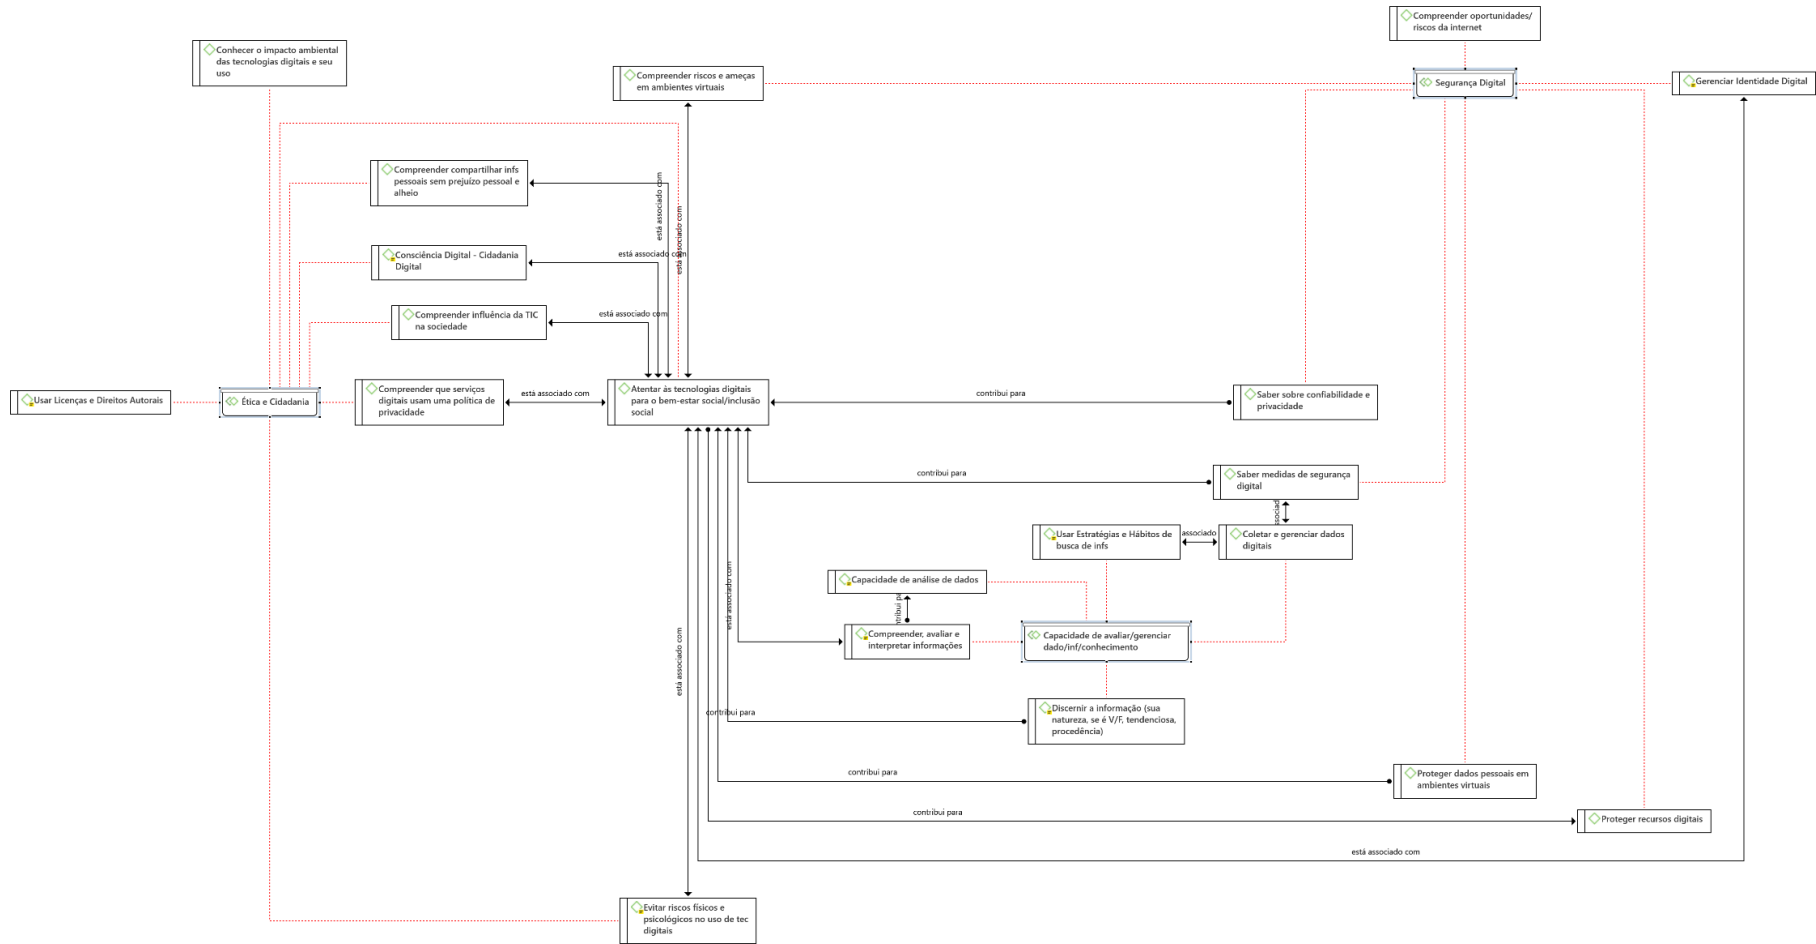 Compreender oportunidades/
riscos da internet
Conhecer o impacto ambiental
das tecnologias digitais e seu
uso
Compreender riscos e ameças
em ambientes virtuais
Segurança Digital
Gerenciar Identidade Digital
Compreender compartilhar infs
pessoais sem prejuízo pessoal e
alheio
está associado com
está associado com
Consciência Digital - Cidadania
Digital
está associado com
Compreender influência da TIC
na sociedade
está associado com
Usar Licenças e Direitos Autorais
Ética e Cidadania
Compreender que serviços
digitais usam uma política de
privacidade
está associado com
Atentar às tecnologias digitais
para o bem-estar social/inclusão
social
contribui para
Saber sobre confiabilidade e
privacidade
contribui para
Saber medidas de segurança
digital
Usar Estratégias e Hábitos de
busca de infs
associado
Coletar e gerenciar dados
digitais
Capacidade de análise de dados
está associado com
Compreender, avaliar e
interpretar informações
Capacidade de avaliar/gerenciar
dado/inf/conhecimento
está associado com
Discernir a informação (sua
natureza, se é V/F, tendenciosa,
procedência)
contribui para
contribui para
Proteger dados pessoais em
ambientes virtuais
contribui para
Proteger recursos digitais
está associado com
Evitar riscos físicos e
psicológicos no uso de tec
digitais